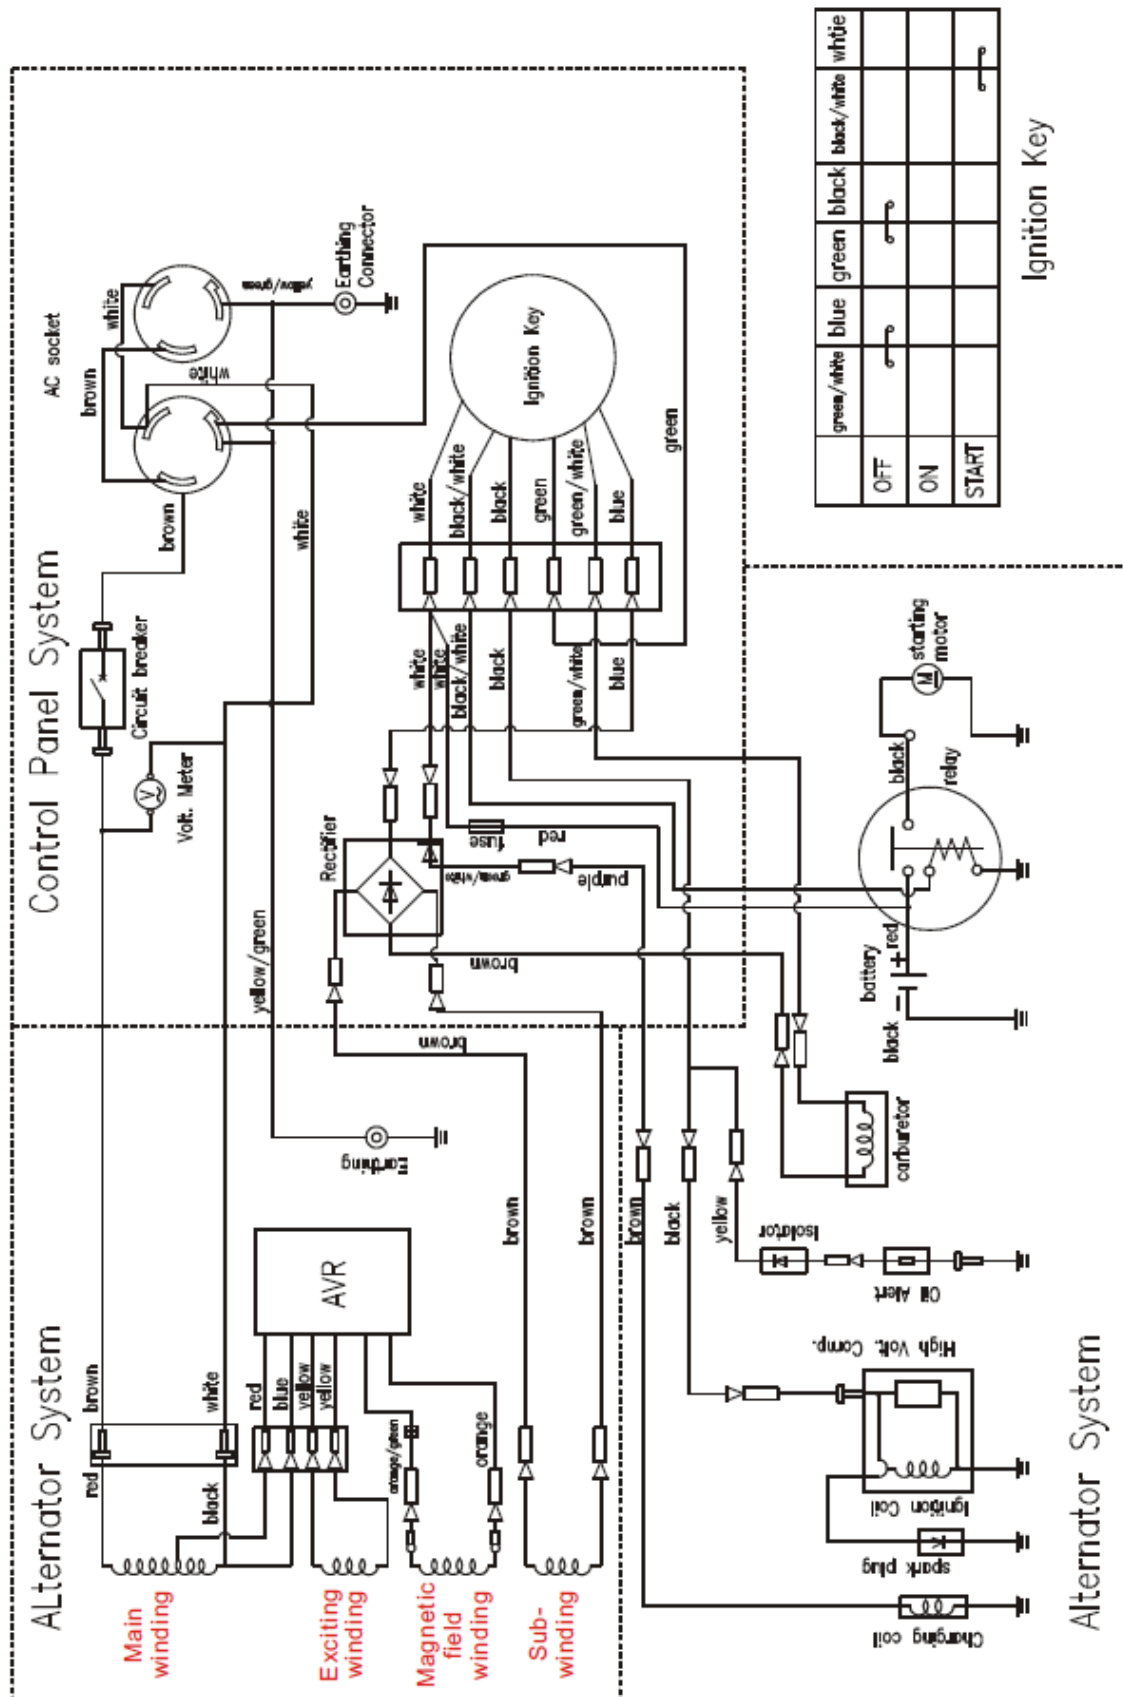 Control Panel System
AC socket
brown
white
white
brown
white
yellow/green
Earthing
Connector
Circuit breaker
Volt. Meter
yellow/green
Ignition Key
white
black/white
black
green
green/white
blue
green
white
white
black/white
black
green/white
blue
Rectifier
fuse
red
green/white
purple
brown
brown
ALternator System
brown
white
red
black
AVR
red
blue
yellow
yellow
orange/green
orange
Earthing
Main
winding
Exciting
winding
Magnetic
field
winding
Sub-
winding
brown
brown
brown
black
yellow
Isolator
Oil Alert
carburetor
High Volt. Comp.
Ignition Coil
spark plug
Charging coil
Alternator System
battery
+
-
red
black
black
relay
starting
motor
M
V
green/white blue green black black/white whtie
OFF
ON
START
Ignition Key